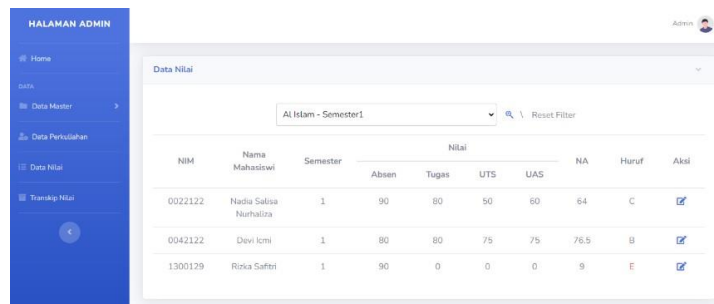 HALAMAN ADMIN
Admin
Home
DATA
Data Master
Data Perkuliahan
Data Nilai
Transkip Nilai
Data Nilai
Al Islam - Semester1
\ Reset Filter
NIM Nama Mahasiswi Semester Nilai NA Huruf Aksi
Absen Tugas UTS UAS
0022122 Nadia Salisa Nurhaliza 1 90 80 50 60 64 C
0042122 Devi Icmi 1 80 80 75 75 76.5 B
1300129 Rizka Safitri 1 90 0 0 0 9 E